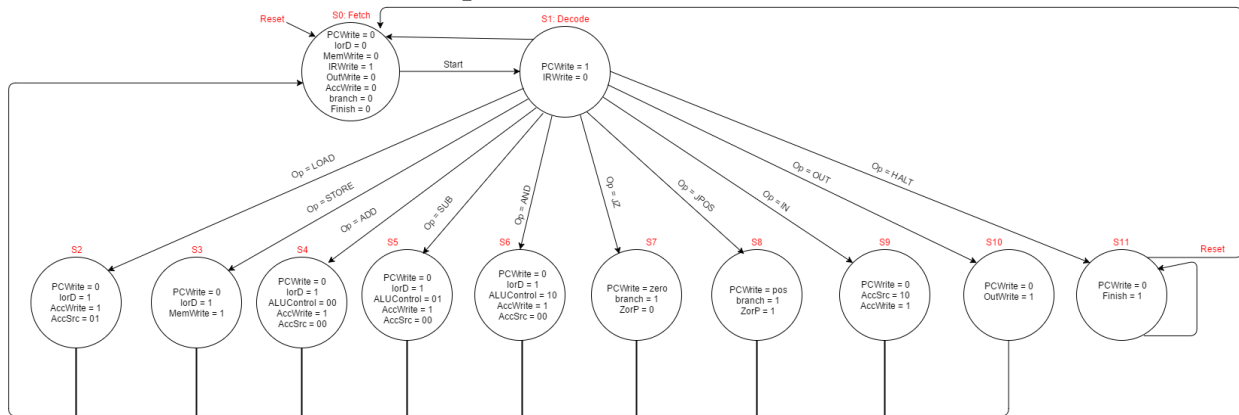 Reset
S0: Fetch
PCWrite = 0
IorD = 0
MemWrite = 0
IRWrite = 1
OutWrite = 0
AccWrite = 0
branch = 0
Finish = 0
Start
S1: Decode
PCWrite = 1
IRWrite = 0
Op = LOAD
Op = STORE
Op = ADD
Op = SUB
Op = AND
Op = JZ
Op = JPOS
Op = IN
Op = OUT
Op = HALT
S2
PCWrite = 0
IorD = 1
AccWrite = 1
AccSrc = 01
S3
PCWrite = 0
IorD = 1
MemWrite = 1
S4
PCWrite = 0
IorD = 1
ALUControl = 00
AccWrite = 1
AccSrc = 00
S5
PCWrite = 0
IorD = 1
ALUControl = 01
AccWrite = 1
AccSrc = 00
S6
PCWrite = 0
IorD = 1
ALUControl = 10
AccWrite = 1
AccSrc = 00
S7
PCWrite = zero
branch = 1
ZorP = 0
S8
PCWrite = pos
branch = 1
ZorP = 1
S9
PCWrite = 0
AccSrc = 10
AccWrite = 1
S10
PCWrite = 0
OutWrite = 1
S11
PCWrite = 0
Finish = 1
Reset